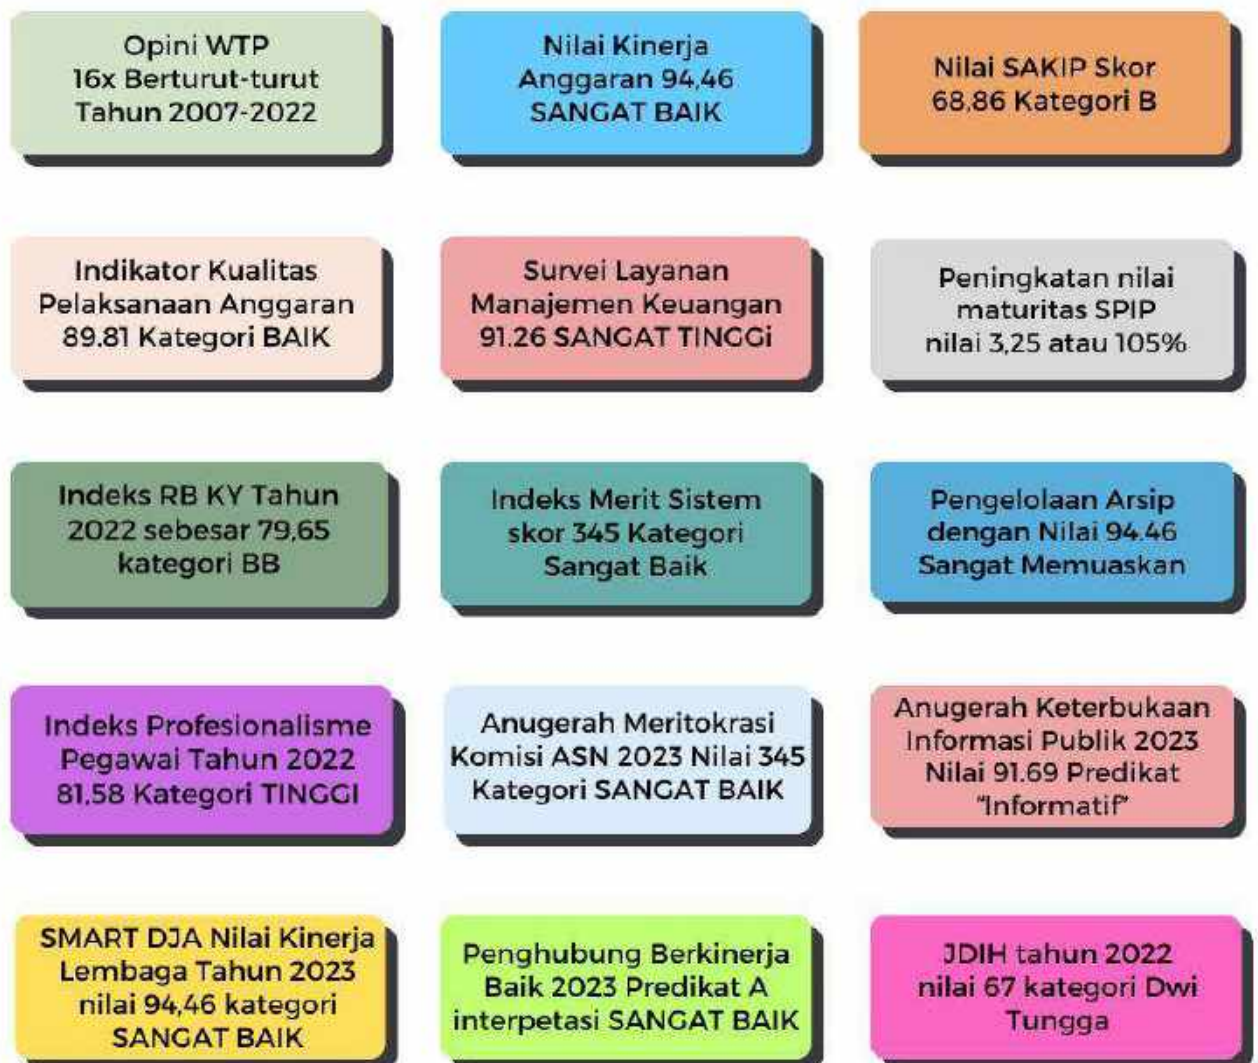 Opini WTP
16x Berturut-turut
Tahun 2007-2022
Nilai Kinerja
Anggaran 94,46
SANGAT BAIK
Nilai SAKIP Skor
68,86 Kategori B
Indikator Kualitas
Pelaksanaan Anggaran
89.81 Kategori BAIK
Survei Layanan
Manajemen Keuangan
91.26 SANGAT TINGGi
Peningkatan nilai
maturitas SPIP
nilai 3,25 atau 105%
Indeks RB KY Tahun
2022 sebesar 79,65
kategori BB
Indeks Merit Sistem
skor 345 Kategori
Sangat Baik
Pengelolaan Arsip
dengan Nilai 94.46
Sangat Memuaskan
Indeks Profesionalisme
Pegawai Tahun 2022
81,58 Kategori TINGGI
Anugerah Meritokrasi
Komisi ASN 2023 Nilai 345
Kategori SANGAT BAIK
Anugerah Keterbukaan
Informasi Publik 2023
Nilai 91.69 Predikat
"Informatif"
SMART DJA Nilai Kinerja
Lembaga Tahun 2023
nilai 94,46 kategori
SANGAT BAIK
Penghubung Berkinerja
Baik 2023 Predikat A
interpetasi SANGAT BAIK
JDIH tahun 2022
nilai 67 kategori Dwi
Tungga